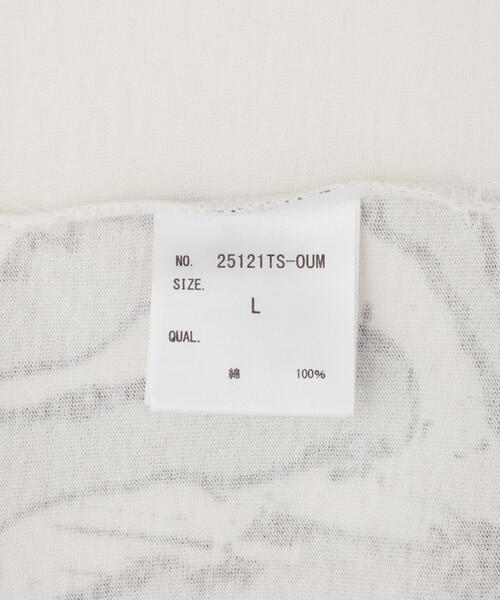 NO. 25121TS-OUM
SIZE.
L
QUAL.
綿 100%